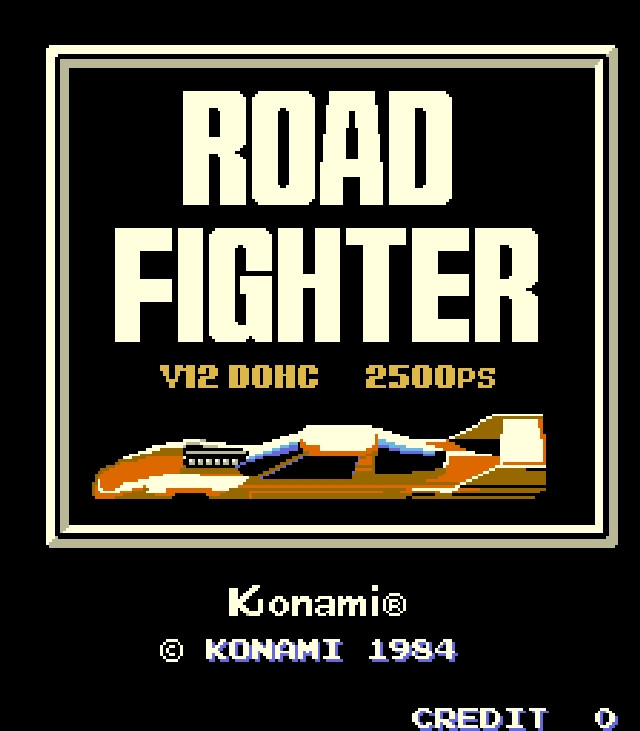 ROAD
FIGHTER
V12 DOHC 2500PS
Konami®
© KONAMI 1984
CREDIT 0